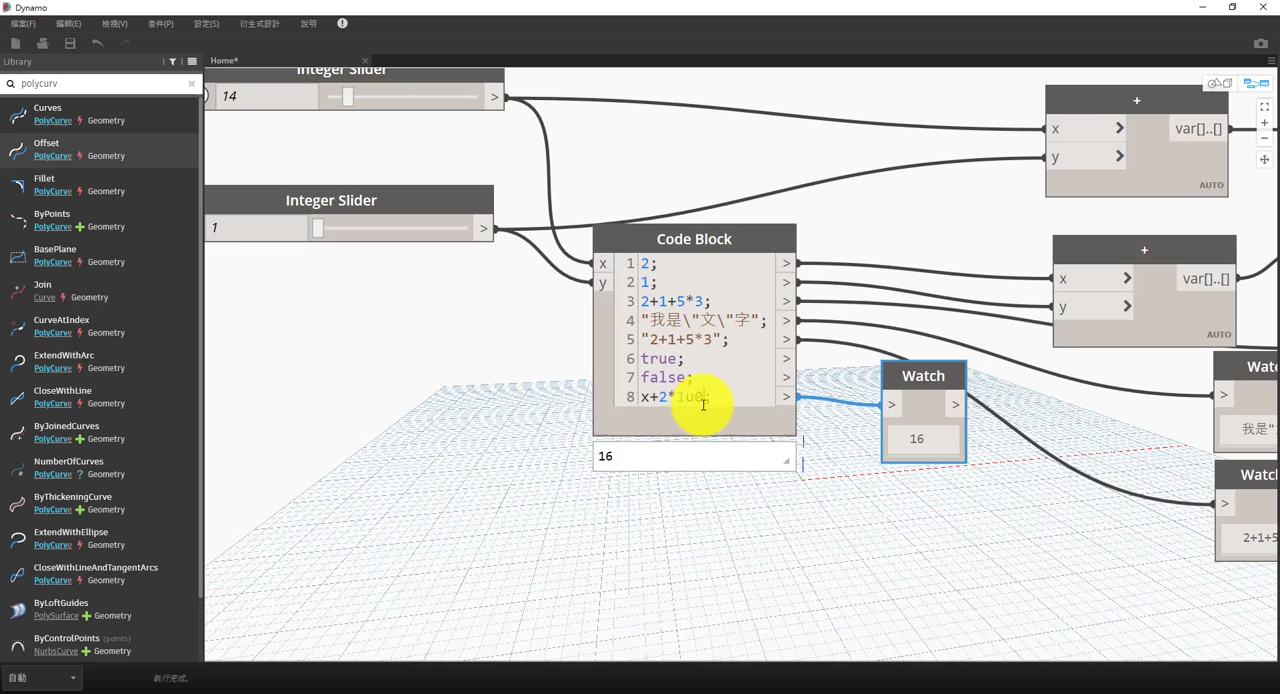 Dynamo
檔案(F) 編輯(E) 檢視(V) 套件(P) 設定(S) 衍生式設計 說明
Library
Home*
polycurv
Curves
PolyCurve Geometry
Offset
PolyCurve Geometry
Fillet
PolyCurve Geometry
ByPoints
PolyCurve Geometry
BasePlane
PolyCurve Geometry
Join
Curve Geometry
CurveAtIndex
PolyCurve Geometry
ExtendWithArc
PolyCurve Geometry
CloseWithLine
PolyCurve Geometry
ByJoinedCurves
PolyCurve Geometry
NumberOfCurves
PolyCurve ? Geometry
ByThickeningCurve
PolyCurve Geometry
ExtendWithEllipse
PolyCurve Geometry
CloseWithLineAndTangentArcs
PolyCurve Geometry
ByLoftGuides
PolySurface Geometry
ByControlPoints (points)
NurbsCurve Geometry
自動
執行完成。
Integer Slider
14 >
Integer Slider
1 >
Code Block
x 1 2; >
y 2 1; >
3 2+1+5*3; >
4 "我是\"文\"字"; >
5 "2+1+5*3"; >
6 true; >
7 false; >
8 x+2*1 >
16
Watch
> >
16
+
x > var[]..[]
y >
AUTO
+
x > var[]..[]
y >
AUTO
Watc
>
我是"
Watc
>
2+1+5